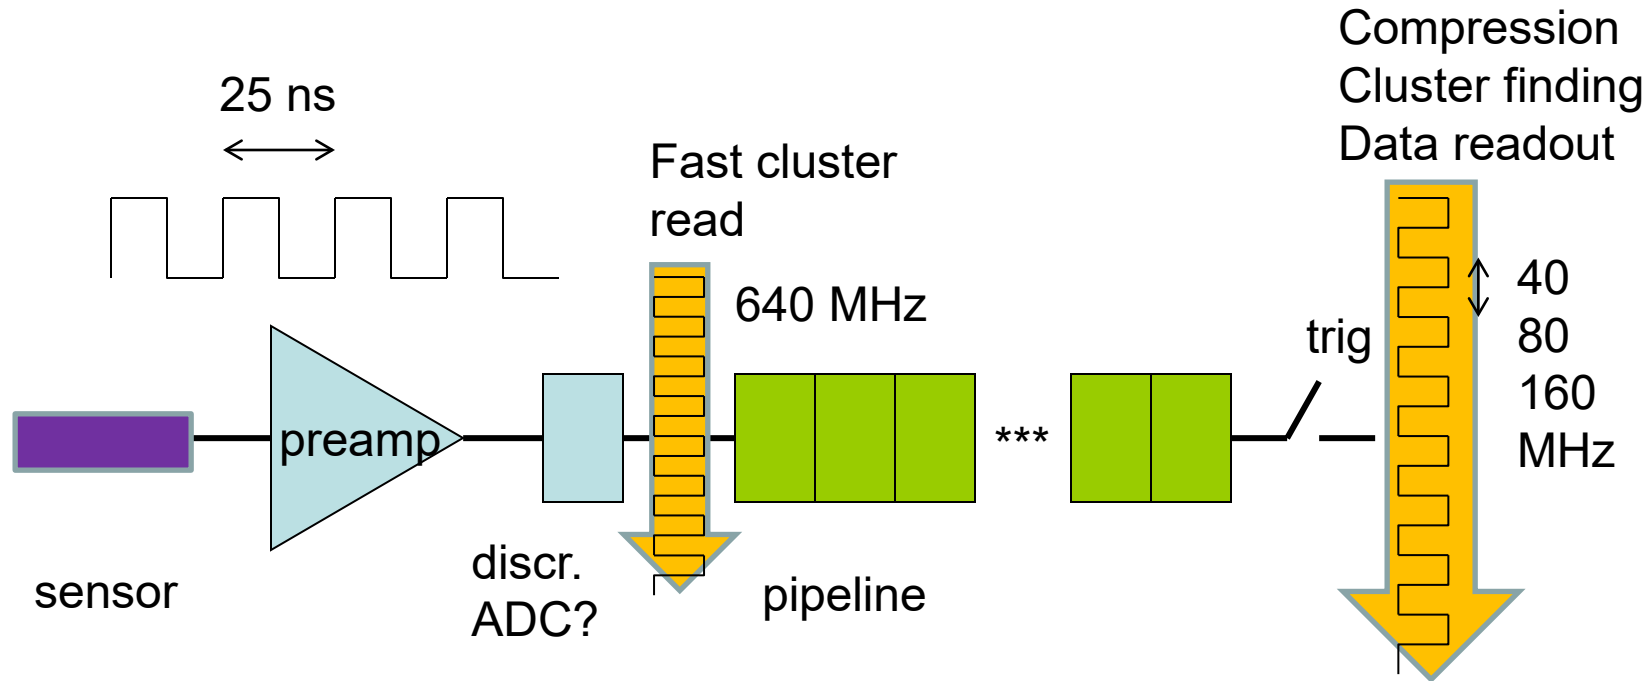 Compression
Cluster finding
Data readout
25 ns
Fast cluster
read
640 MHz
40
80
160
MHz
trig
preamp
***
sensor
discr.
ADC?
pipeline